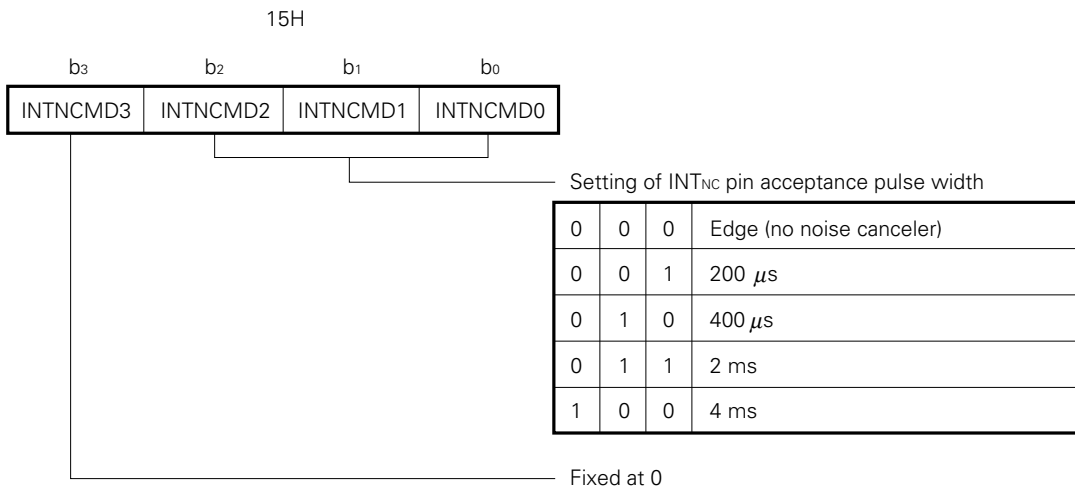 15H
b3 b2 b1 b0
INTNCMD3 INTNCMD2 INTNCMD1 INTNCMD0
Setting of INTNC pin acceptance pulse width
0 0 0 Edge (no noise canceler)
0 0 1 200 μs
0 1 0 400 μs
0 1 1 2 ms
1 0 0 4 ms
Fixed at 0